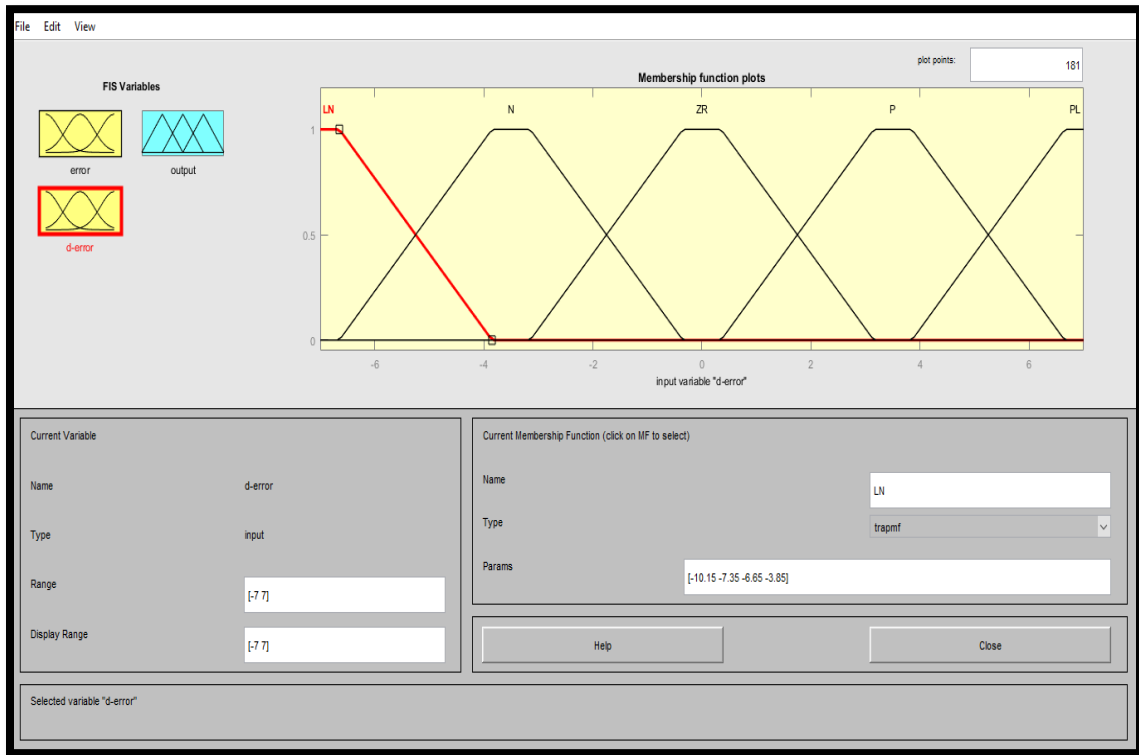 File Edit View
FIS Variables
error
output
d-error
plot points:
181
Membership function plots
LN N ZR P PL
1
0.5
0
-6 -4 -2 0 2 4 6
input variable "d-error"
Current Variable
Name d-error
Type input
Range [-7 7]
Display Range [-7 7]
Current Membership Function (click on MF to select)
Name LN
Type trapmf
Params [-10.15 -7.35 -6.65 -3.85]
Help Close
Selected variable "d-error"